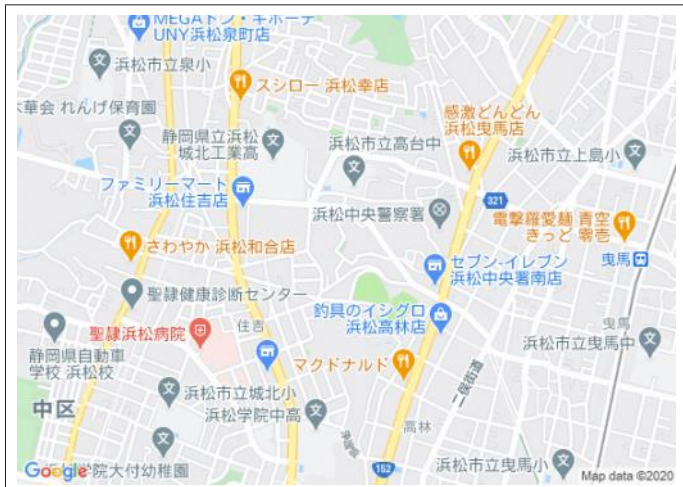 MEGAドン・キホーテ
UNY浜松泉町店
浜松市立泉小
スシロー 浜松幸店
木華会 れんげ保育園
感激どんどん
浜松曳馬店
静岡県立浜松
城北工業高
浜松市立高台中
浜松市立上島小
ファミリーマート
浜松住吉店
321
浜松中央警察署
電撃羅愛麺 青空
きっど 零壱
さわやか 浜松和合店
セブン-イレブン
浜松中央署南店
曳馬
聖隷健康診断センター
釣具のイシグロ
浜松高林店
住吉
曳馬
聖隷浜松病院
静岡県自動車
学校 浜松校
浜松市立曳馬中
マクドナルド
二俣街道
浜松市立城北小
中区
浜松学院中高
高林
152
浜松市立曳馬小
学院大付幼稚園
Google
Map data ©2020